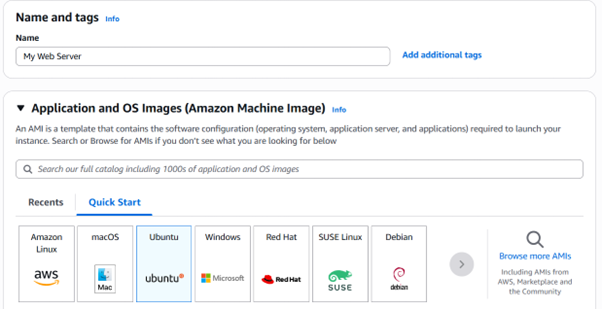 Name and tags Info
Name
My Web Server
Add additional tags
Application and OS Images (Amazon Machine Image) Info
An AMI is a template that contains the software configuration (operating system, application server, and applications) required to launch your
instance. Search or Browse for AMIs if you don't see what you are looking for below
Search our full catalog including 1000s of application and OS images
Recents
Quick Start
Amazon
Linux
aws
macOS
Mac
Ubuntu
ubuntu
Windows
Microsoft
Red Hat
Red Hat
SUSE Linux
SUSE
Debian
debian
Browse more AMIs
Including AMIs from
AWS, Marketplace and
the Community